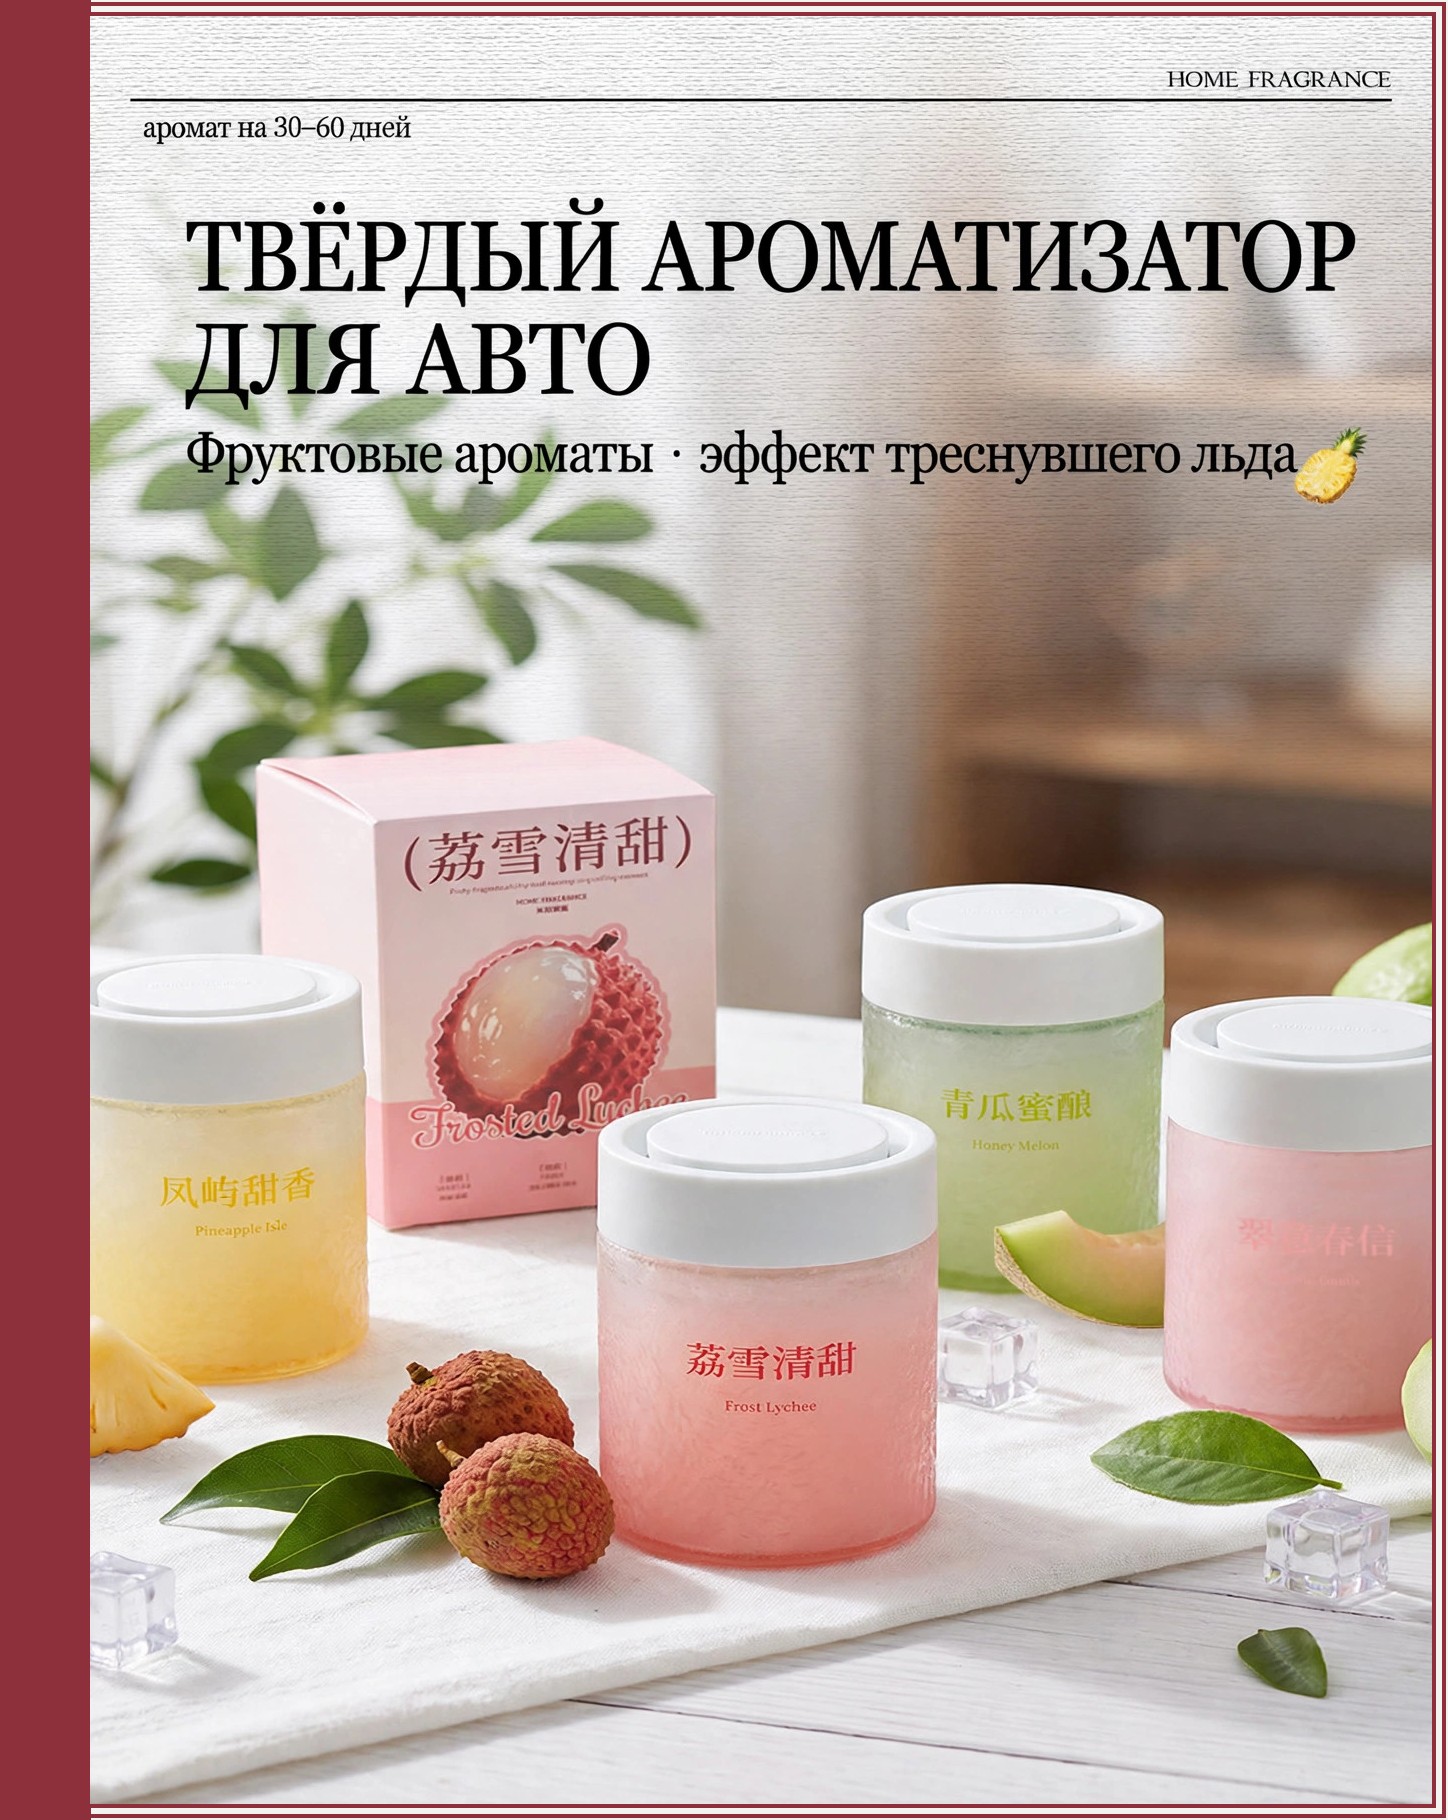 HOME FRAGRANCE
аромат на 30–60 дней
ТВЁРДЫЙ АРОМАТИЗАТОР
ДЛЯ АВТО
Фруктовые ароматы · эффект треснувшего льда
(荔雪清甜)
HOME FRAGRANCE
Frosted Lychee
凤屿甜香
Pineapple Isle
青瓜蜜酿
Honey Melon
春信
荔雪清甜
Frost Lychee